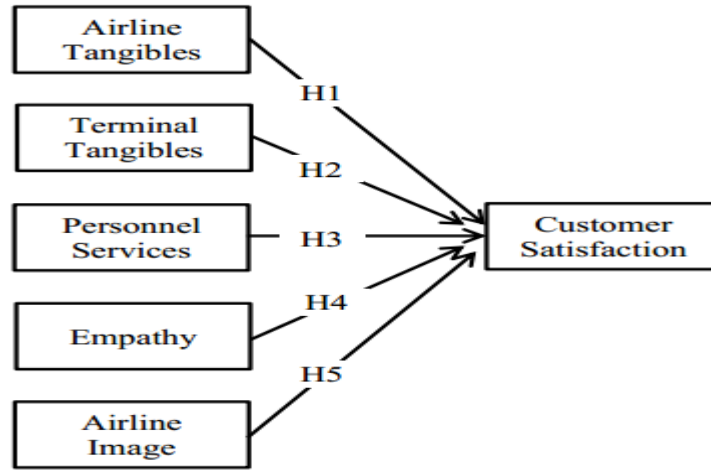 Airline
Tangibles
H1
Terminal
Tangibles
H2
Personnel
Services
H3
Customer
Satisfaction
Empathy
H4
H5
Airline
Image